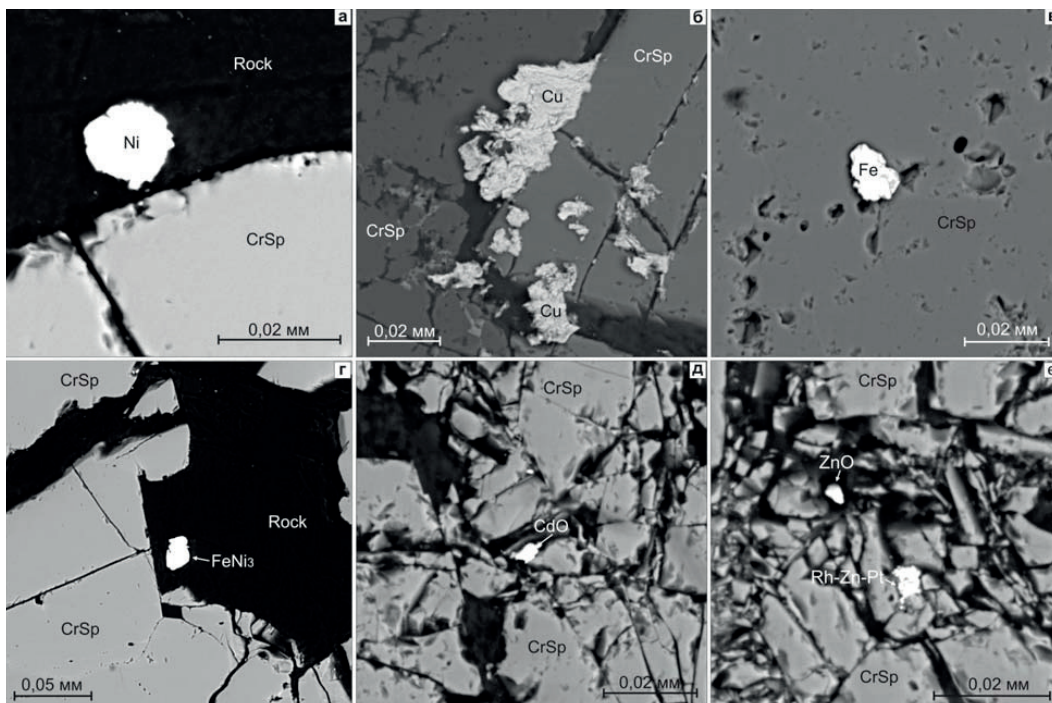 а
Rock
Ni
CrSp
0,02 мм
б
CrSp
Cu
CrSp
Cu
0,02 мм
в
Fe
CrSp
0,02 мм
г
CrSp
Rock
FeNi₃
CrSp
0,05 мм
д
CrSp
CdO
CrSp
0,02 мм
е
CrSp
ZnO
Rh-Zn-Pt
CrSp
0,02 мм